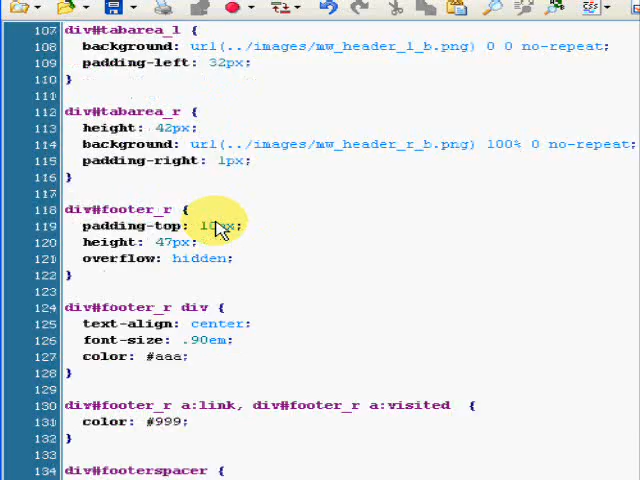 107 div#tabarea_l {
108 background: url(../images/mw_header_l_b.png) 0 0 no-repeat;
109 padding-left: 32px;
110 }
111
112 div#tabarea_r {
113 height: 42px;
114 background: url(../images/mw_header_r_b.png) 100% 0 no-repeat;
115 padding-right: 1px;
116 }
117
118 div#footer_r {
119 padding-top: 10px;
120 height: 47px;
121 overflow: hidden;
122 }
123
124 div#footer_r div {
125 text-align: center;
126 font-size: .90em;
127 color: #aaa;
128 }
129
130 div#footer_r a:link, div#footer_r a:visited {
131 color: #999;
132 }
133
134 div#footerspacer {